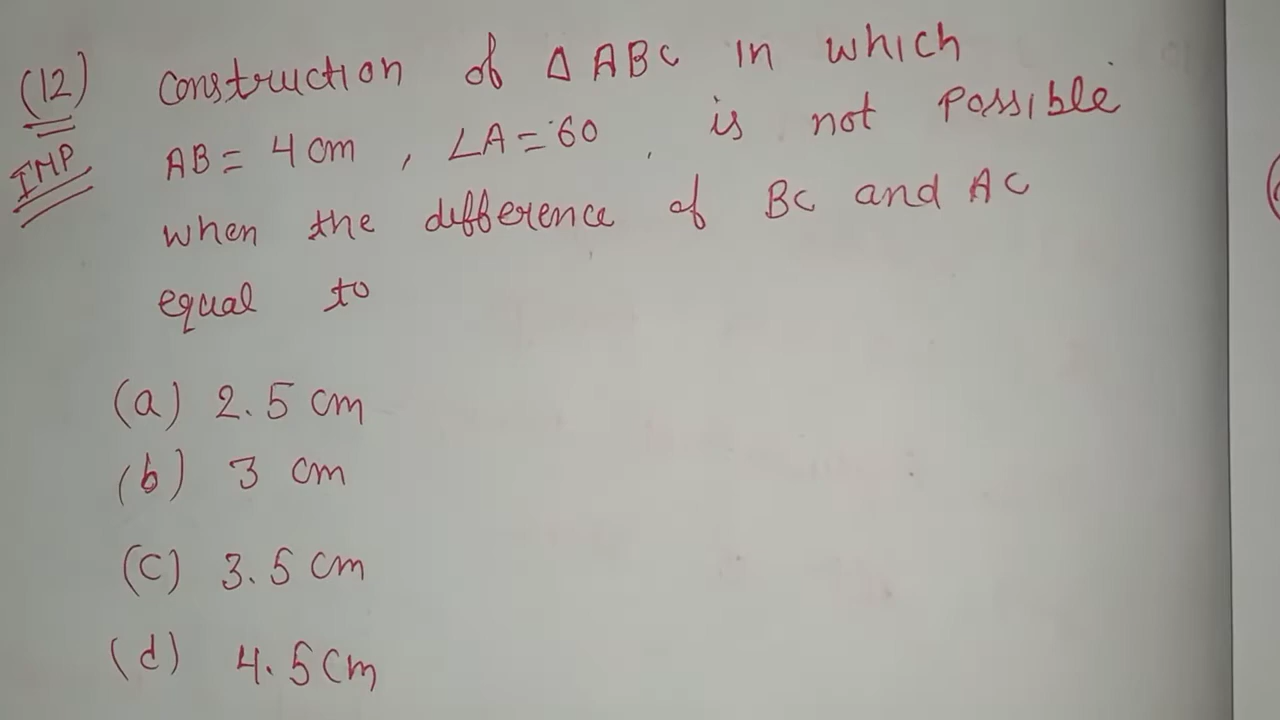 (12) Construction of Δ ABC in which
IMP AB = 4 cm , ∠A = 60 , is not Possible
when the difference of BC and AC
equal to
(a) 2.5 cm
(b) 3 cm
(c) 3.5 cm
(d) 4.5 cm